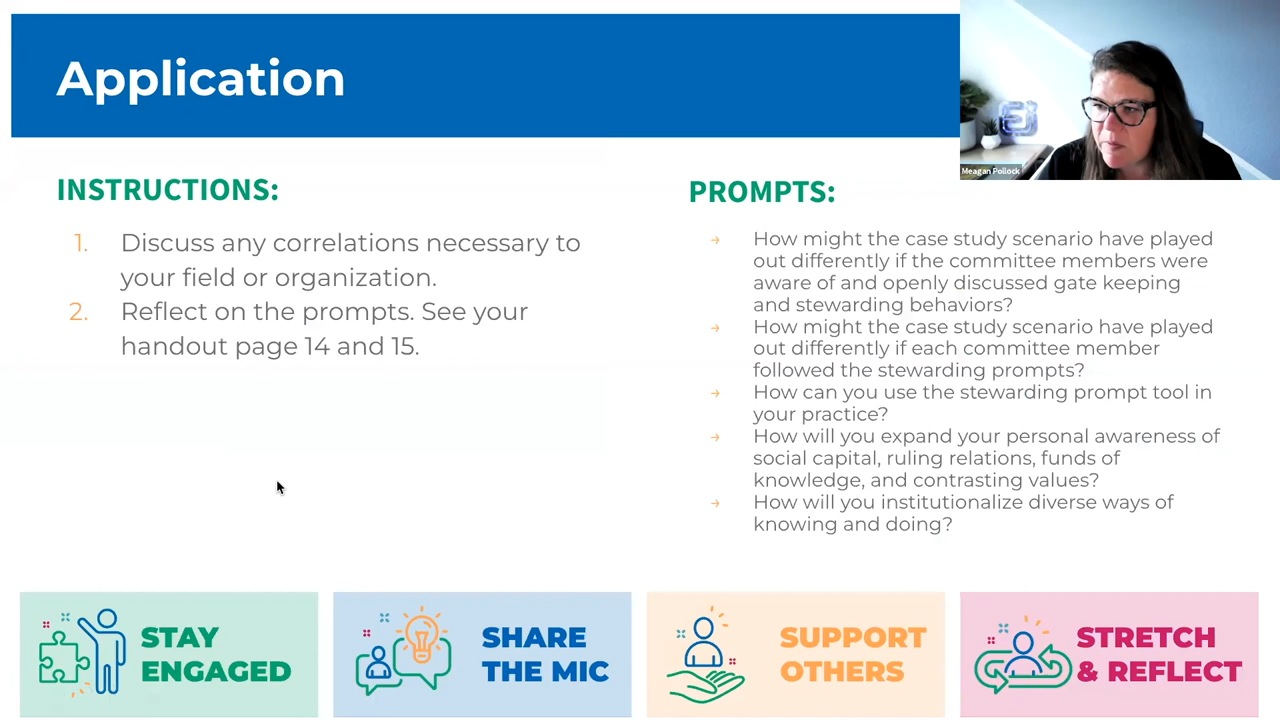 Application
Meagan Pollock
INSTRUCTIONS:
1. Discuss any correlations necessary to
your field or organization.
2. Reflect on the prompts. See your
handout page 14 and 15.
PROMPTS:
→ How might the case study scenario have played
out differently if the committee members were
aware of and openly discussed gate keeping
and stewarding behaviors?
→ How might the case study scenario have played
out differently if each committee member
followed the stewarding prompts?
→ How can you use the stewarding prompt tool in
your practice?
→ How will you expand your personal awareness of
social capital, ruling relations, funds of
knowledge, and contrasting values?
→ How will you institutionalize diverse ways of
knowing and doing?
STAY
ENGAGED
SHARE
THE MIC
SUPPORT
OTHERS
STRETCH
& REFLECT